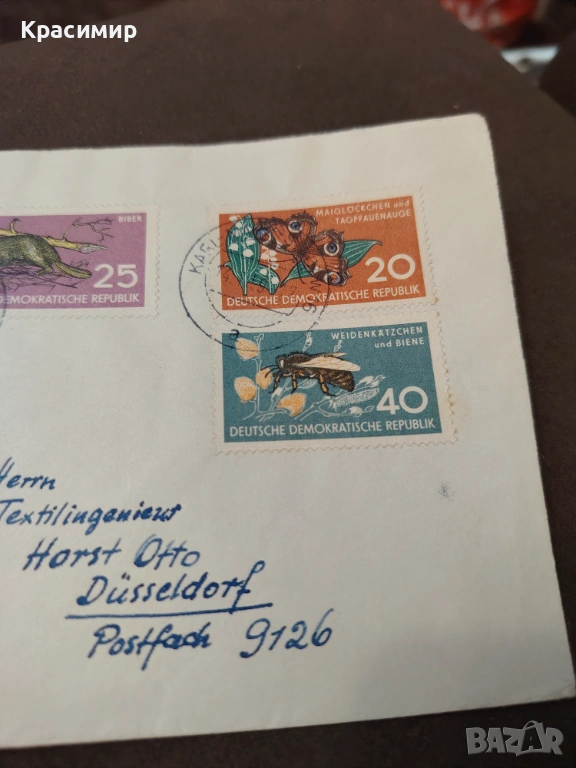 Красимир
BIBER
25
DEMOKRATISCHE REPUBLIK
MAIGLÖCKCHEN und
TAGPFAUENAUGE
20
DEUTSCHE DEMOKRATISCHE REPUBLIK
WEIDENKÄTZCHEN
und BIENE
40
DEUTSCHE DEMOKRATISCHE REPUBLIK
a
Herrn
Textilingenieur
Horst Otto
Düsseldorf
Postfach 9126
BAZAR